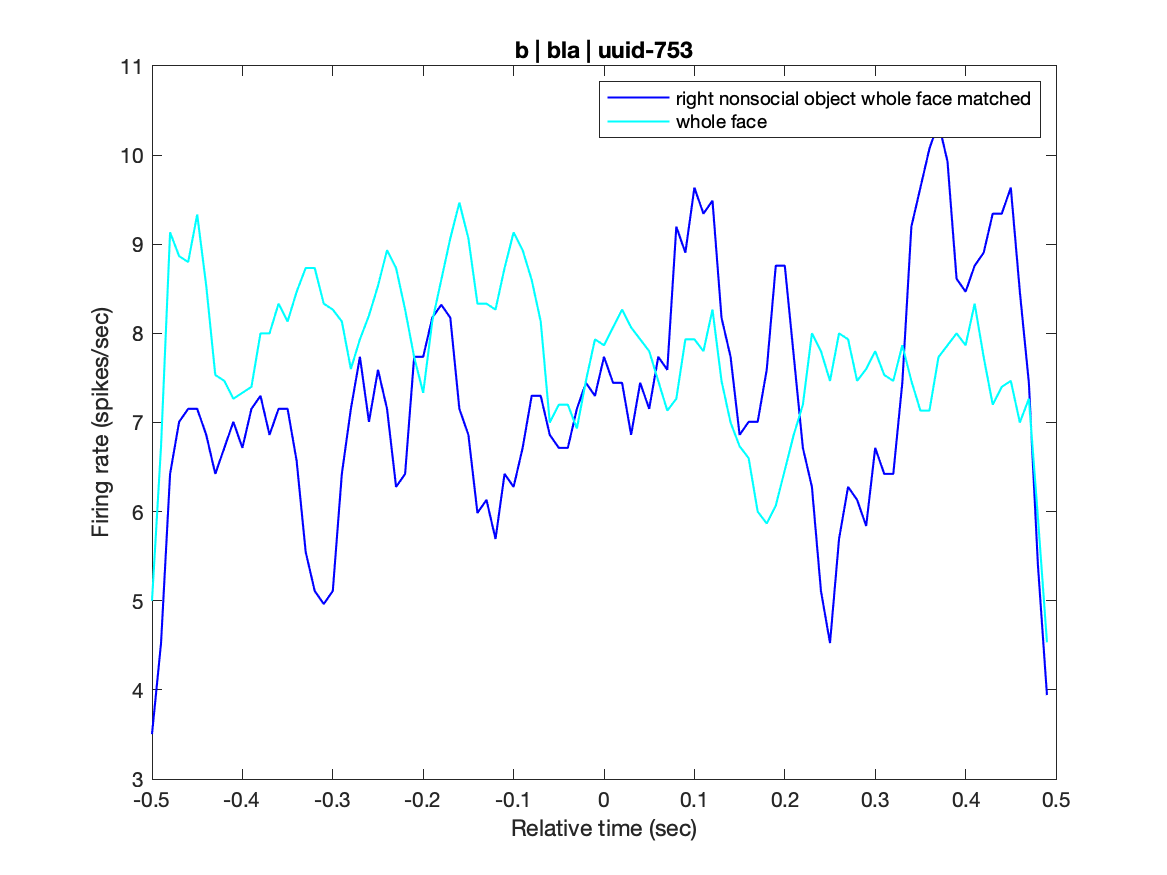 b | bla | uuid-753
right nonsocial object whole face matched
whole face
Firing rate (spikes/sec)
11
10
9
8
7
6
5
4
3
-0.5 -0.4 -0.3 -0.2 -0.1 0 0.1 0.2 0.3 0.4 0.5
Relative time (sec)